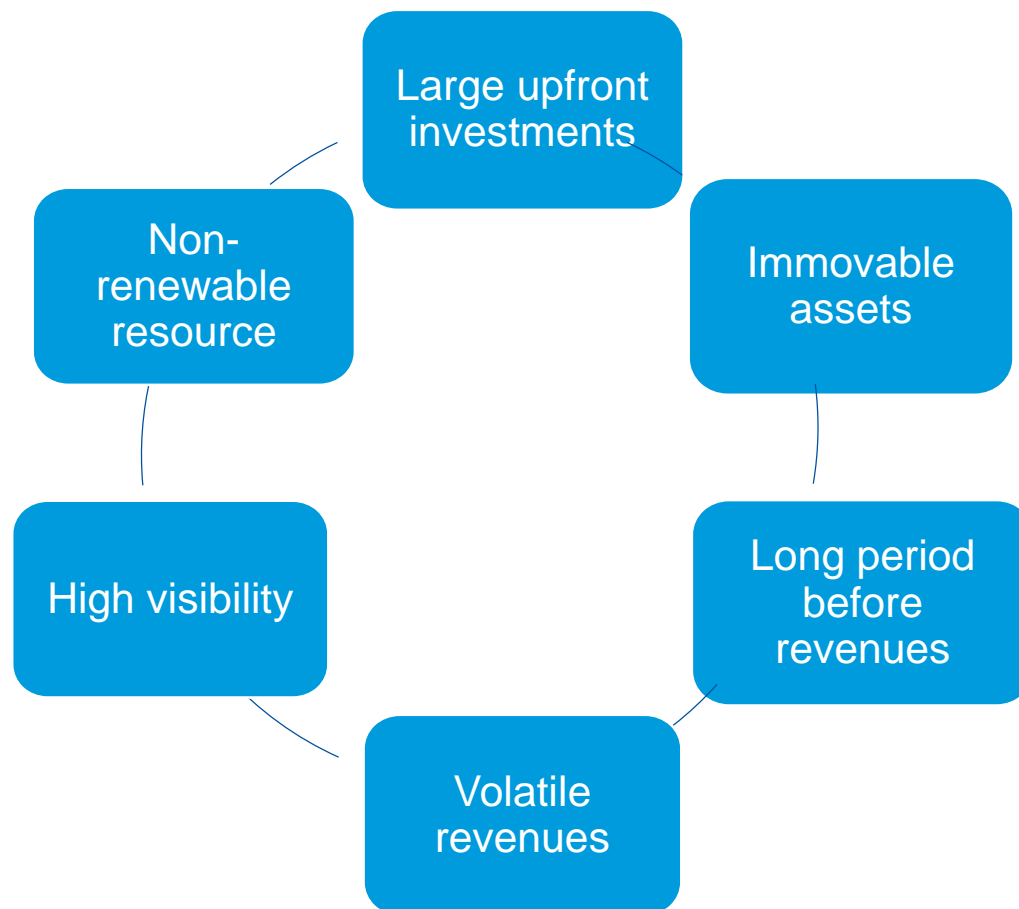 Large upfront
investments
Immovable
assets
Long period
before
revenues
Volatile
revenues
High visibility
Non-
renewable
resource